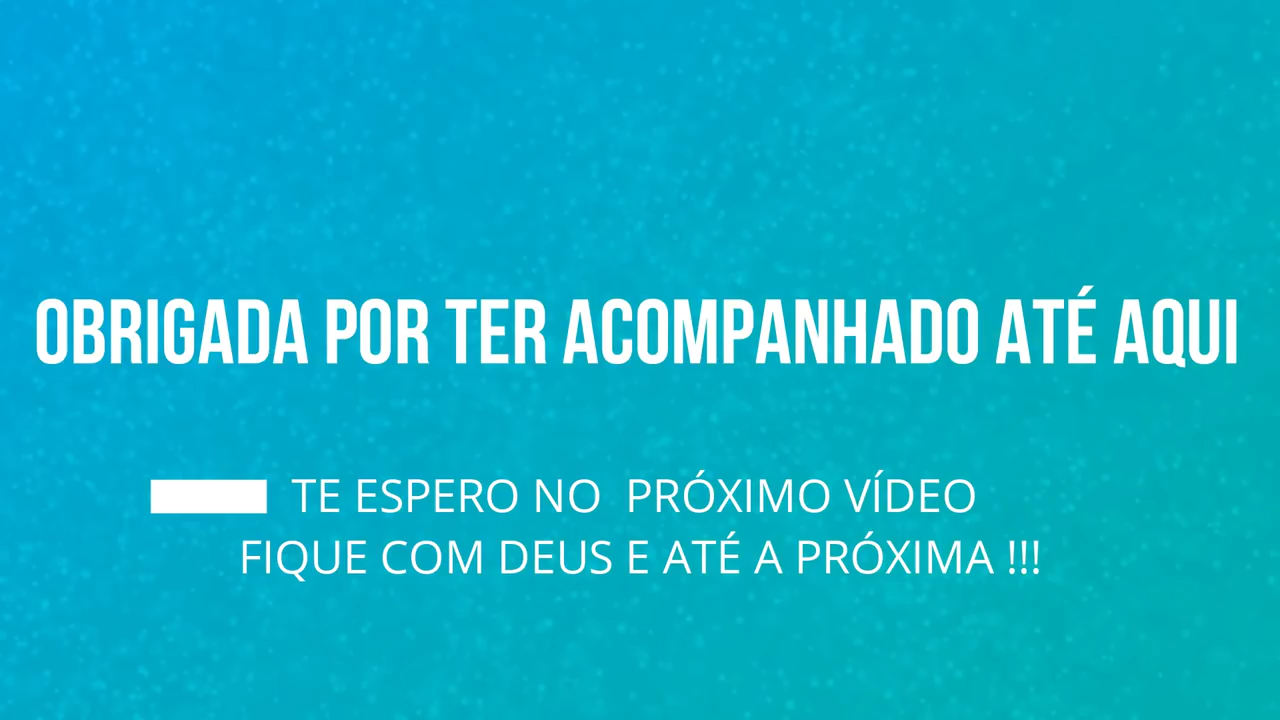 OBRIGADA POR TER ACOMPANHADO ATÉ AQUI
TE ESPERO NO PRÓXIMO VÍDEO
FIQUE COM DEUS E ATÉ A PRÓXIMA !!!